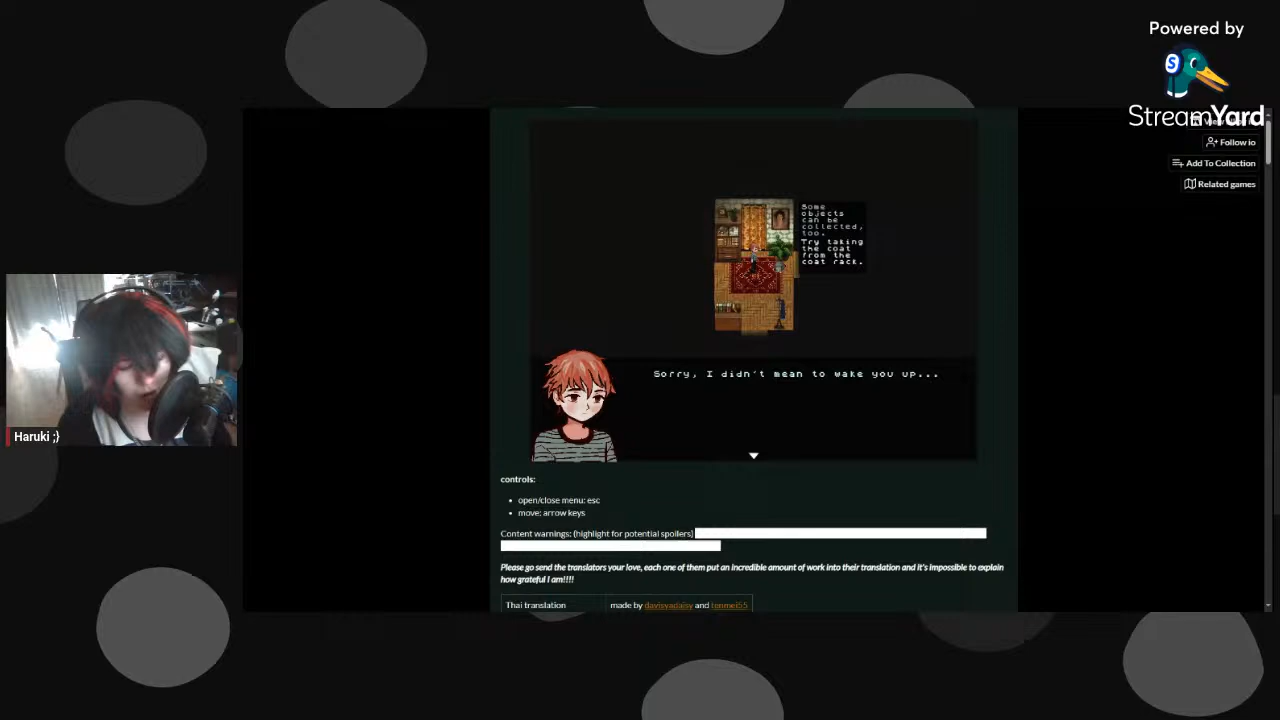 Powered by
StreamYard
Follow io
Add To Collection
Related games
Some
objects
can be
collected,
too.
Try taking
the coat
from the
coat rack.
Sorry, I didn't mean to wake you up...
Haruki ;}
controls:
• open/close menu: esc
• move: arrow keys
Content warnings: (highlight for potential spoilers)
Please go send the translators your love, each one of them put an incredible amount of work into their translation and it's impossible to explain
how grateful I am!!!!
Thai translation made by davisyadaisy and tonmei55